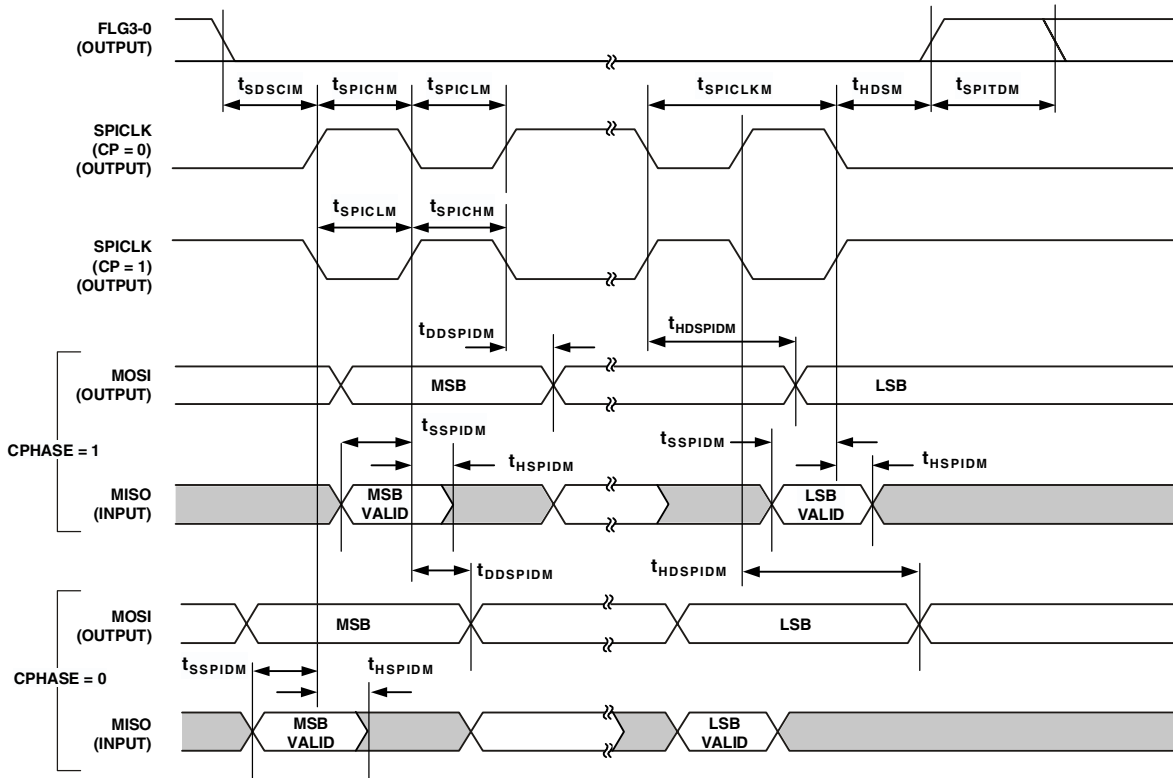 FLG3-0
(OUTPUT)
tSDSCIM tSPICHM tSPICLM tSPICLKM tHDSM tSPITDM
SPICLK
(CP = 0)
(OUTPUT)
tSPICLM tSPICHM
SPICLK
(CP = 1)
(OUTPUT)
tDDSPIDM tHDSPIDM
CPHASE = 1
MOSI
(OUTPUT)
MSB LSB
tSSPIDM tHSPIDM tSSPIDM tHSPIDM
MISO
(INPUT)
MSB
VALID
LSB
VALID
tDDSPIDM tHDSPIDM
CPHASE = 0
MOSI
(OUTPUT)
MSB LSB
tSSPIDM tHSPIDM
MISO
(INPUT)
MSB
VALID
LSB
VALID